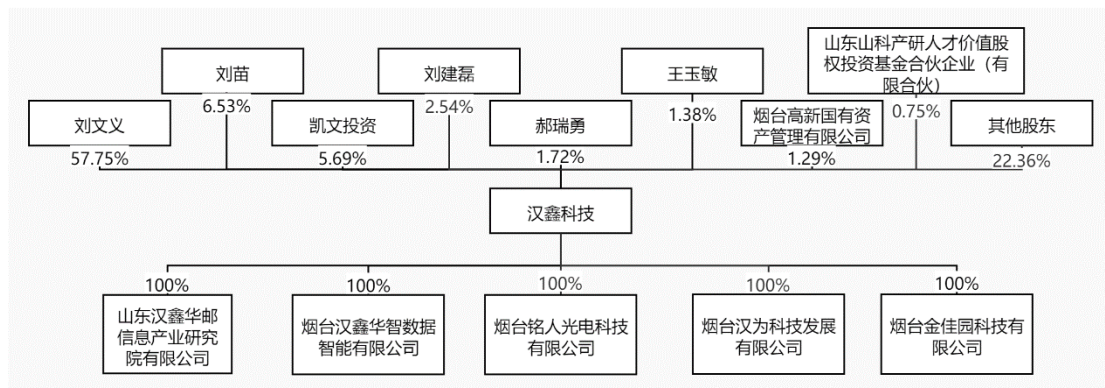 刘苗
6.53%
刘建磊
2.54%
王玉敏
1.38%
山东山科产研人才价值股
权投资基金合伙企业（有
限合伙）
0.75%
刘文义
57.75%
凯文投资
5.69%
郝瑞勇
1.72%
烟台高新国有资
产管理有限公司
1.29%
其他股东
22.36%
汉鑫科技
100%
100%
100%
100%
100%
山东汉鑫华邮
信息产业研究
院有限公司
烟台汉鑫华智数据
智能有限公司
烟台铭人光电科技
有限公司
烟台汉为科技发展
有限公司
烟台金佳园科技有
限公司